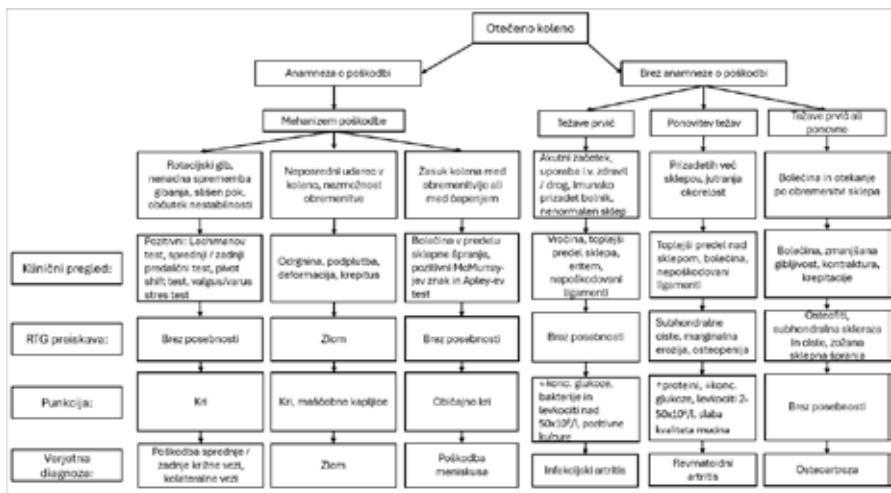 Otečeno koleno
Anamneza o poškodbi
Brez anamneze o poškodbi
Mehanizem poškodbe
Težave prvič
Ponovitev težav
Težave prvič ali
ponovno
Rotacijski gib,
nenadna sprememba
gibanja, slišen pok,
občutek nestabilnosti
Neposredni udarec v
koleno, nezmožnost
obremenitve
Zasuk kolena med
obremenitvijo ali
med čepenjem
Akutni začetek,
uporaba i.v. zdravil
/ drog, imunsko
prizadet bolnik,
nenormalen sklep
Prizadetih več
sklepov, jutranja
okorelost
Bolečina in otekanje
po obremenitvi sklepa
Klinični pregled:
Pozitivni: Lachmanov
test, sprednji / zadnji
predalčni test, pivot
shift test, valgus/varus
stres test
Odrgnina, podplutba,
deformacija, krepitus
Bolečina v predelu
sklepne špranje,
pozitivni McMurray-
jev znak in Apley-ev
test
Vročina, toplejši
predel sklepa,
eritem,
nepoškodovani
ligamenti
Toplejši predel nad
sklepom, bolečina,
nepoškodovani
ligamenti
Bolečina, zmanjšana
gibljivost, kontraktura,
krepitacije
RTG preiskava:
Brez posebnosti
Zlom
Brez posebnosti
Brez posebnosti
Subhondralne
ciste, marginalna
erozija, osteopenija
Osteofiti,
subhondralna skleroza
in ciste, zožana
sklepna špranja
Punkcija:
Kri
Kri, maščobne kapljice
Običajno kri
konc. glukoze,
bakterije in
levkociti nad
pozitivne
kulture
proteini, konc.
glukoze, levkociti 2-
slaba
kvaliteta mucina
Brez posebnosti
Verjetna
diagnoza:
Poškodba sprednje /
zadnje križne vezi,
kolateralne vezi
Zlom
Poškodba
meniskusa
Infekcijski artritis
Revmatoidni
artritis
Osteoartroza